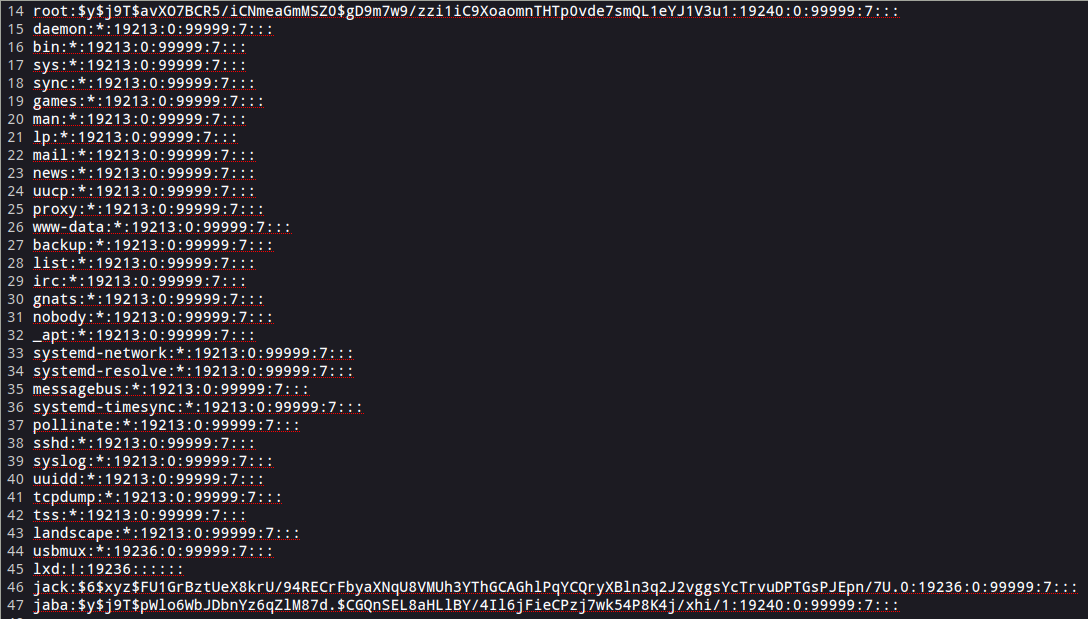 14 root:$y$j9T$avXO7BCR5/iCNmeaGmMSZ0$gD9m7w9/zzi1iC9XoaomnTHTp0vde7smQL1eYJ1V3u1:19240:0:99999:7:::
15 daemon:*:19213:0:99999:7:::
16 bin:*:19213:0:99999:7:::
17 sys:*:19213:0:99999:7:::
18 sync:*:19213:0:99999:7:::
19 games:*:19213:0:99999:7:::
20 man:*:19213:0:99999:7:::
21 lp:*:19213:0:99999:7:::
22 mail:*:19213:0:99999:7:::
23 news:*:19213:0:99999:7:::
24 uucp:*:19213:0:99999:7:::
25 proxy:*:19213:0:99999:7:::
26 www-data:*:19213:0:99999:7:::
27 backup:*:19213:0:99999:7:::
28 list:*:19213:0:99999:7:::
29 irc:*:19213:0:99999:7:::
30 gnats:*:19213:0:99999:7:::
31 nobody:*:19213:0:99999:7:::
32 _apt:*:19213:0:99999:7:::
33 systemd-network:*:19213:0:99999:7:::
34 systemd-resolve:*:19213:0:99999:7:::
35 messagebus:*:19213:0:99999:7:::
36 systemd-timesync:*:19213:0:99999:7:::
37 pollinate:*:19213:0:99999:7:::
38 sshd:*:19213:0:99999:7:::
39 syslog:*:19213:0:99999:7:::
40 uuidd:*:19213:0:99999:7:::
41 tcpdump:*:19213:0:99999:7:::
42 tss:*:19213:0:99999:7:::
43 landscape:*:19213:0:99999:7:::
44 usbmux:*:19236:0:99999:7:::
45 lxd:!:19236::::::
46 jack:$6$xyz$FU1GrBztUeX8krU/94RECrFbyaXNqU8VMUh3YThGCAGhlPqYCQryXBln3q2J2vggsYcTrvuDPTGsPJEpn/7U.0:19236:0:99999:7:::
47 jaba:$y$j9T$pWlo6WbJDbnYz6qZlM87d.$CGQnSEL8aHLlBY/4Il6jFieCPzj7wk54P8K4j/xhi/1:19240:0:99999:7:::